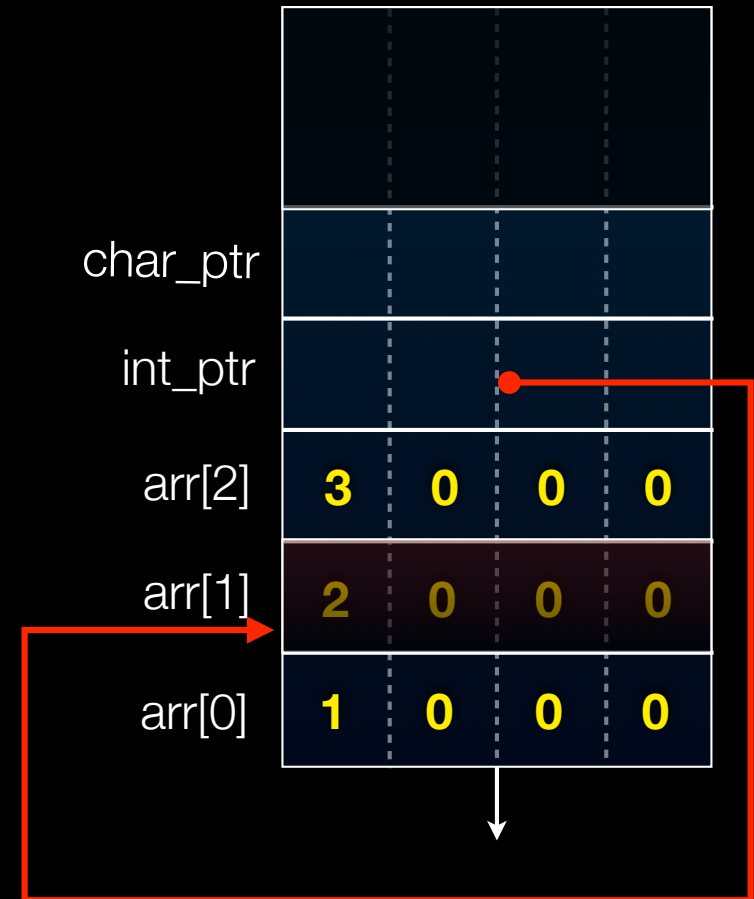 char_ptr
int_ptr
arr[2] 3 0 0 0
arr[1] 2 0 0 0
arr[0] 1 0 0 0